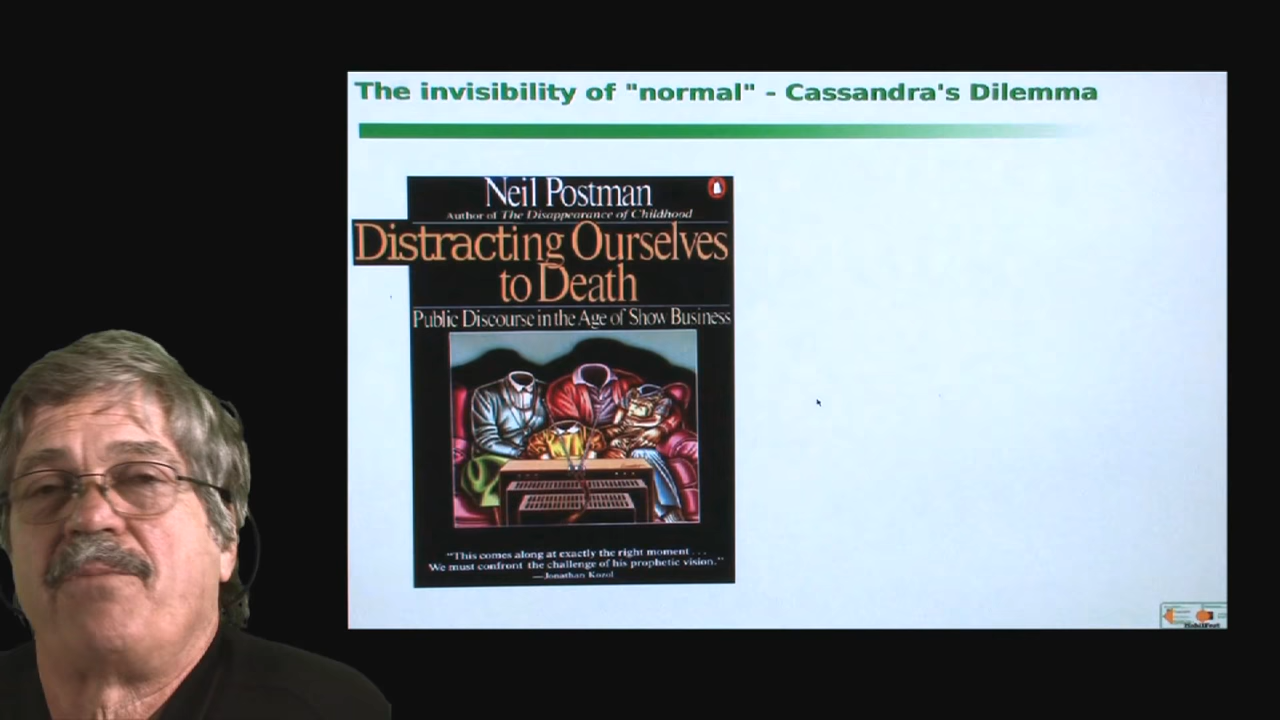 The invisibility of "normal" - Cassandra's Dilemma
Neil Postman
Author of The Disappearance of Childhood
Distracting Ourselves
to Death
Public Discourse in the Age of Show Business
"This comes along at exactly the right moment . . .
We must confront the challenge of his prophetic vision."
—Jonathan Kozol